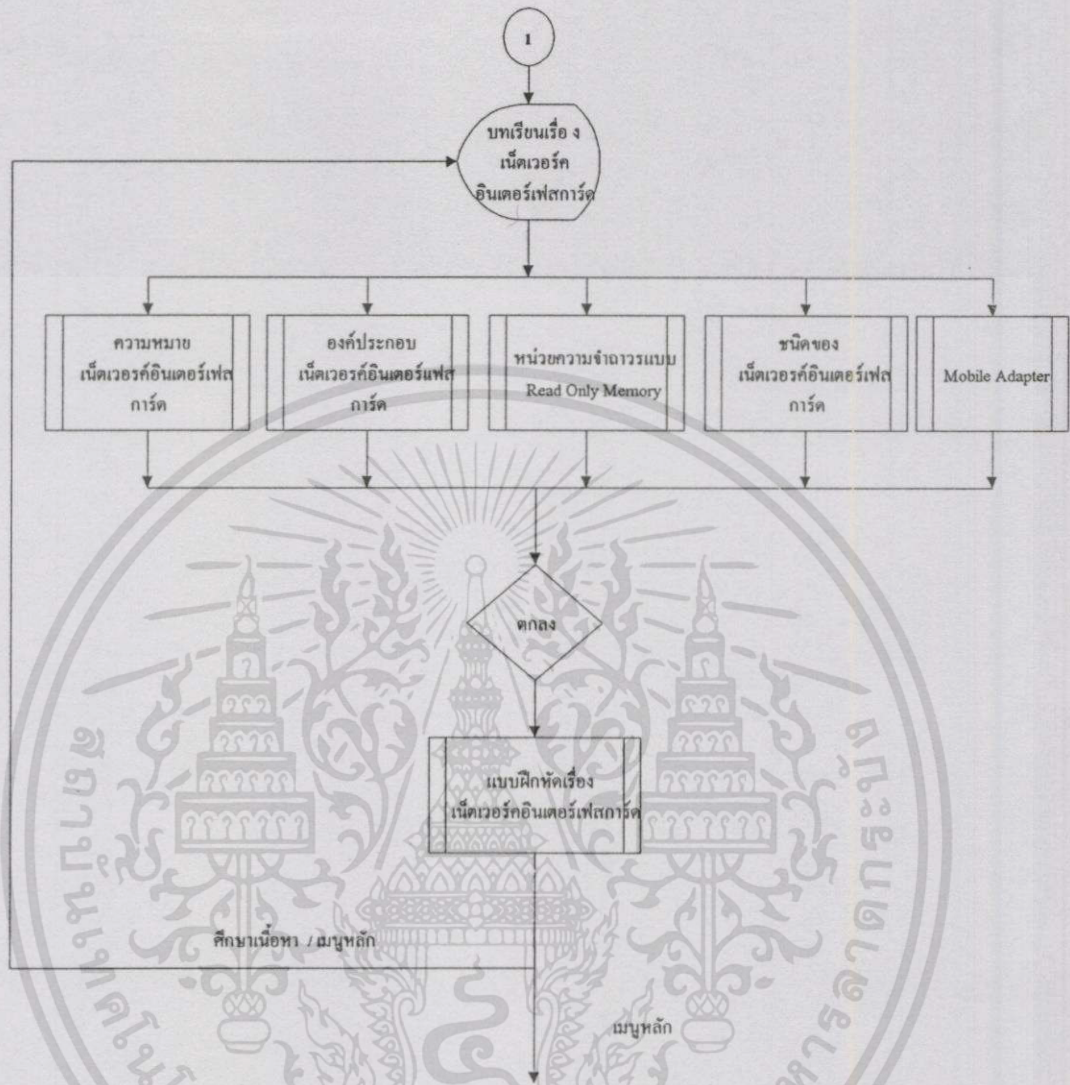 1
บทเรียนเรื่อง
เน็ตเวอร์ค
อินเตอร์เฟสการ์ด
ความหมาย
เน็ตเวอรค์อินเตอร์เฟส
การ์ด
องค์ประกอบ
เน็ตเวอรค์อินเตอร์แฟส
การ์ด
หน่วยความจำถาวรแบบ
Read Only Memory
ชนิดของ
เน็ตเวอรค์อินเตอร์เฟส
การ์ด
Mobile Adapter
ตกลง
แบบฝึกหัดเรื่อง
เน็ตเวอร์คอินเตอร์เฟสการ์ด
ศึกษาเนื้อหา / เมนูหลัก
เมนูหลัก